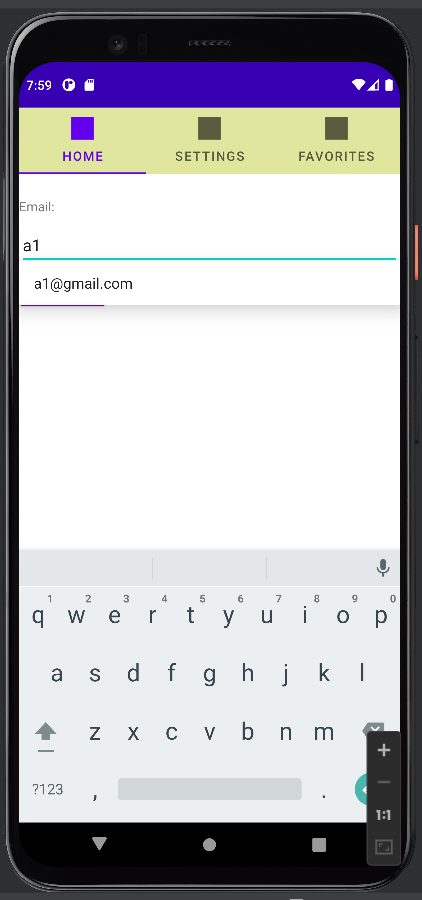 7:59
HOME SETTINGS FAVORITES
Email:
a1
a1@gmail.com
1 2 3 4 5 6 7 8 9 0
q w e r t y u i o p
a s d f g h j k l
z x c v b n m
?123 , .
1:1